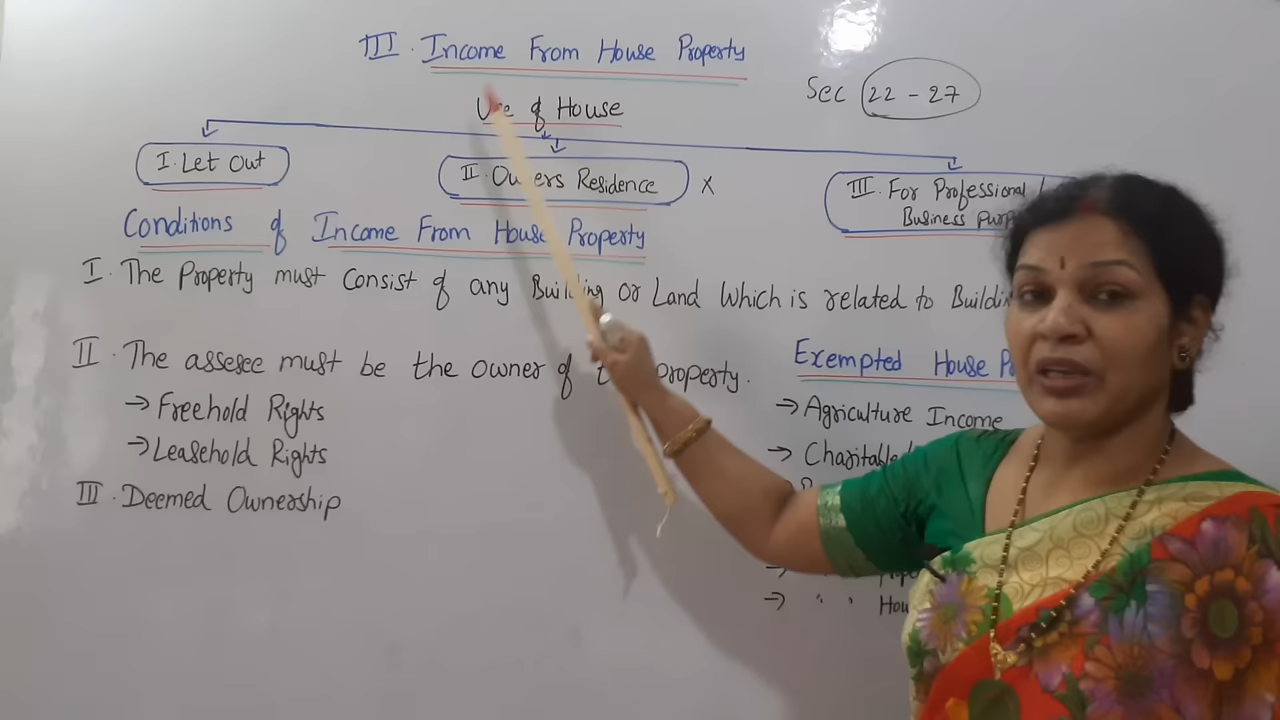 III. Income From House Property
Sec 22 - 27
Use of House
I. Let Out
II. Owners Residence X
III. For Professional
Business
Conditions of Income From House Property
I. The Property must Consist of any Building or Land Which is related to
II. The assesee must be the owner of property.
→ Freehold Rights
→ Leasehold Rights
III. Deemed Ownership
Exempted House
→ Agriculture Income
→
→
→ " "